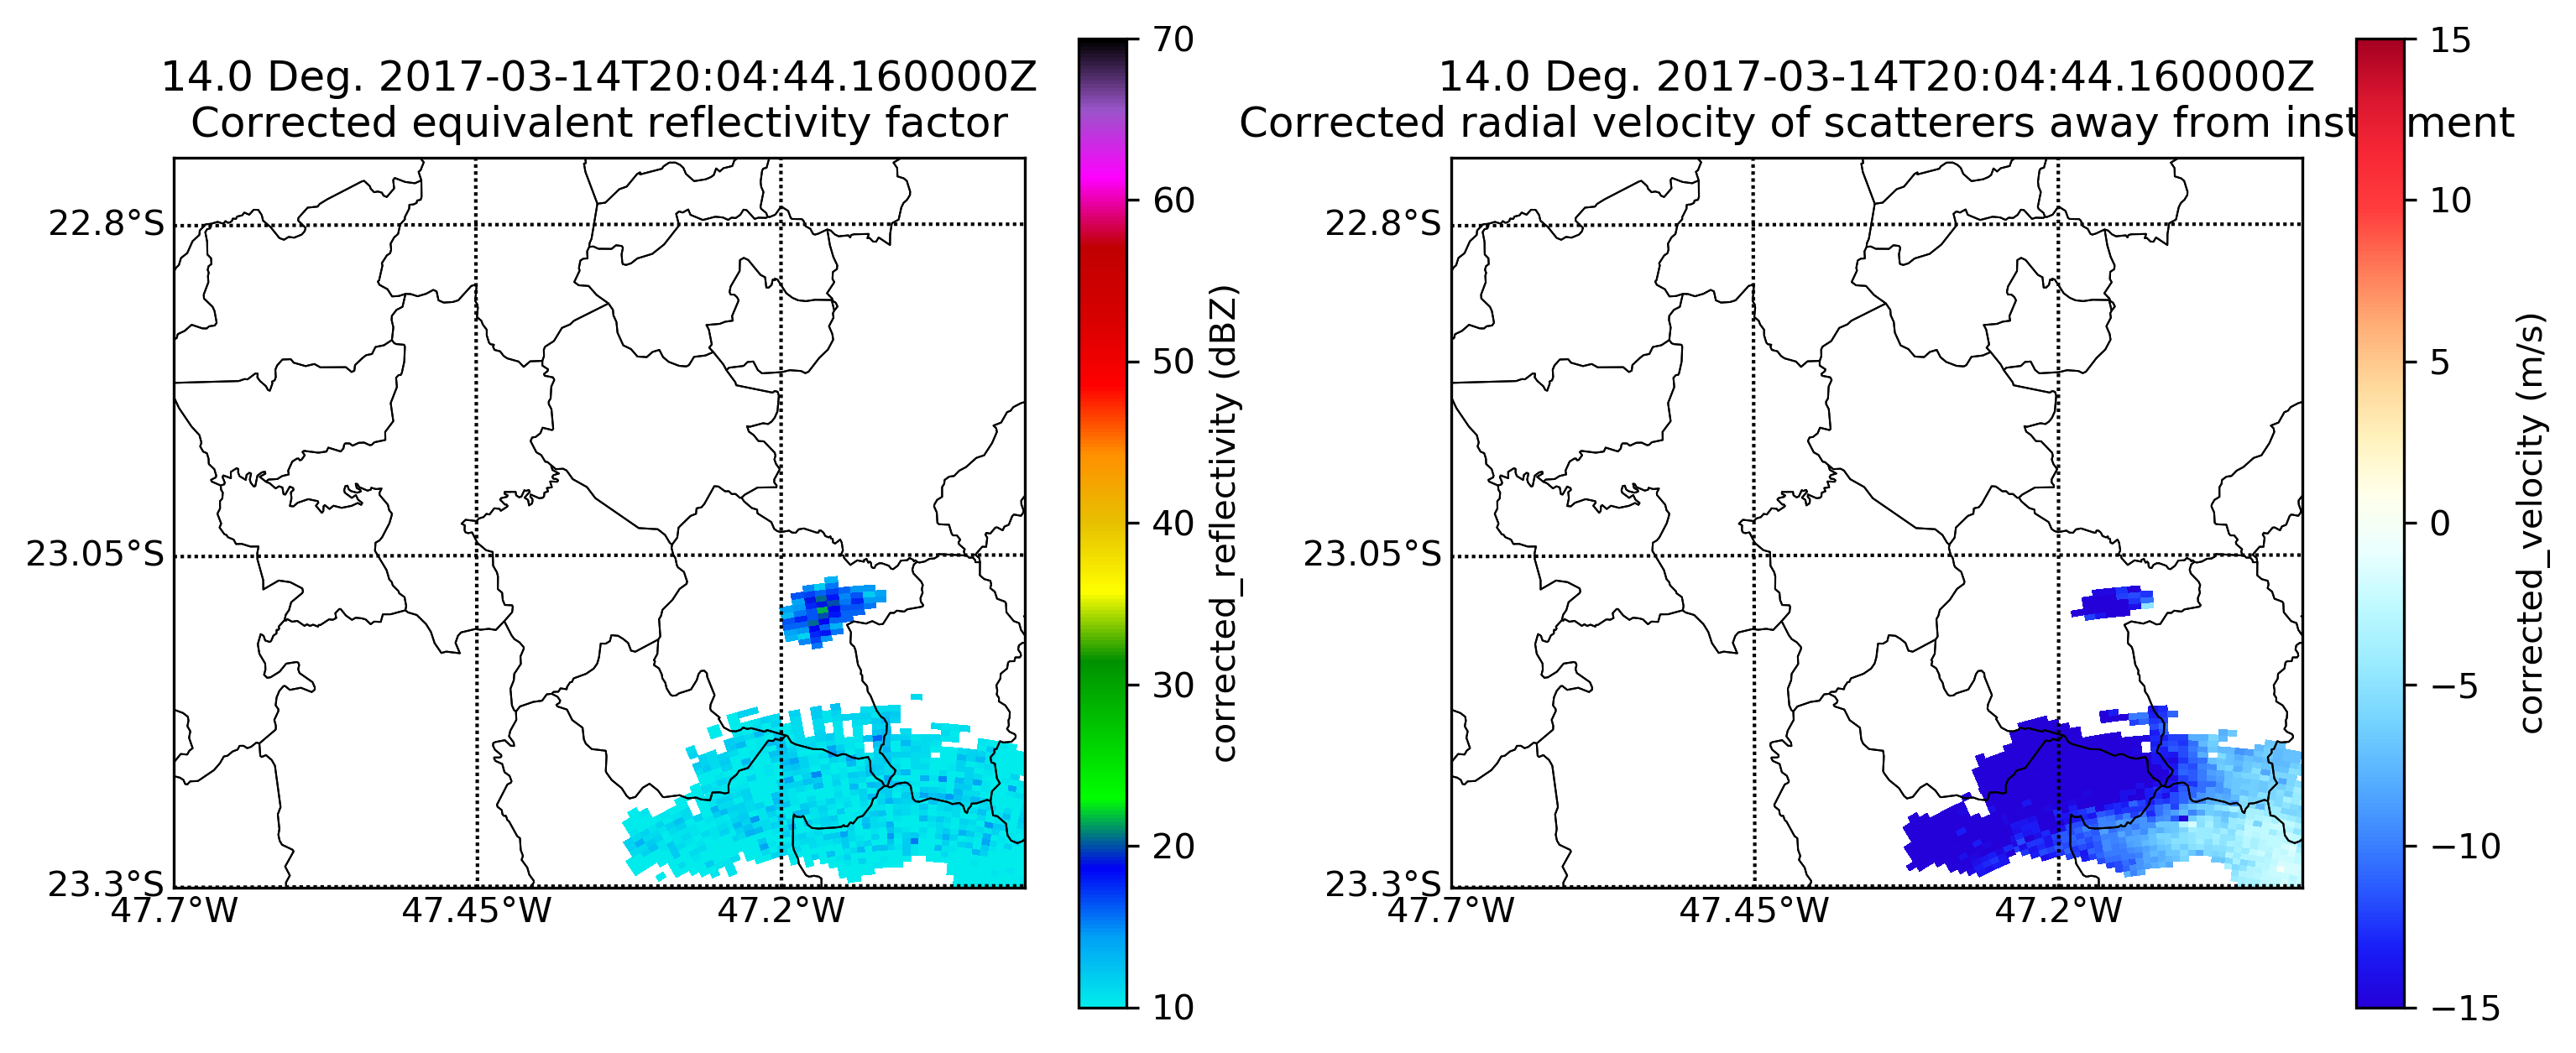 14.0 Deg. 2017-03-14T20:04:44.160000Z
Corrected equivalent reflectivity factor
22.8°S
23.05°S
23.3°S
47.7°W
47.45°W
47.2°W
70
60
50
40
30
20
10
corrected_reflectivity (dBZ)
14.0 Deg. 2017-03-14T20:04:44.160000Z
Corrected radial velocity of scatterers away from inst ment
22.8°S
23.05°S
23.3°S
47.7°W
47.45°W
47.2°W
15
10
5
0
−5
−10
−15
corrected_velocity (m/s)